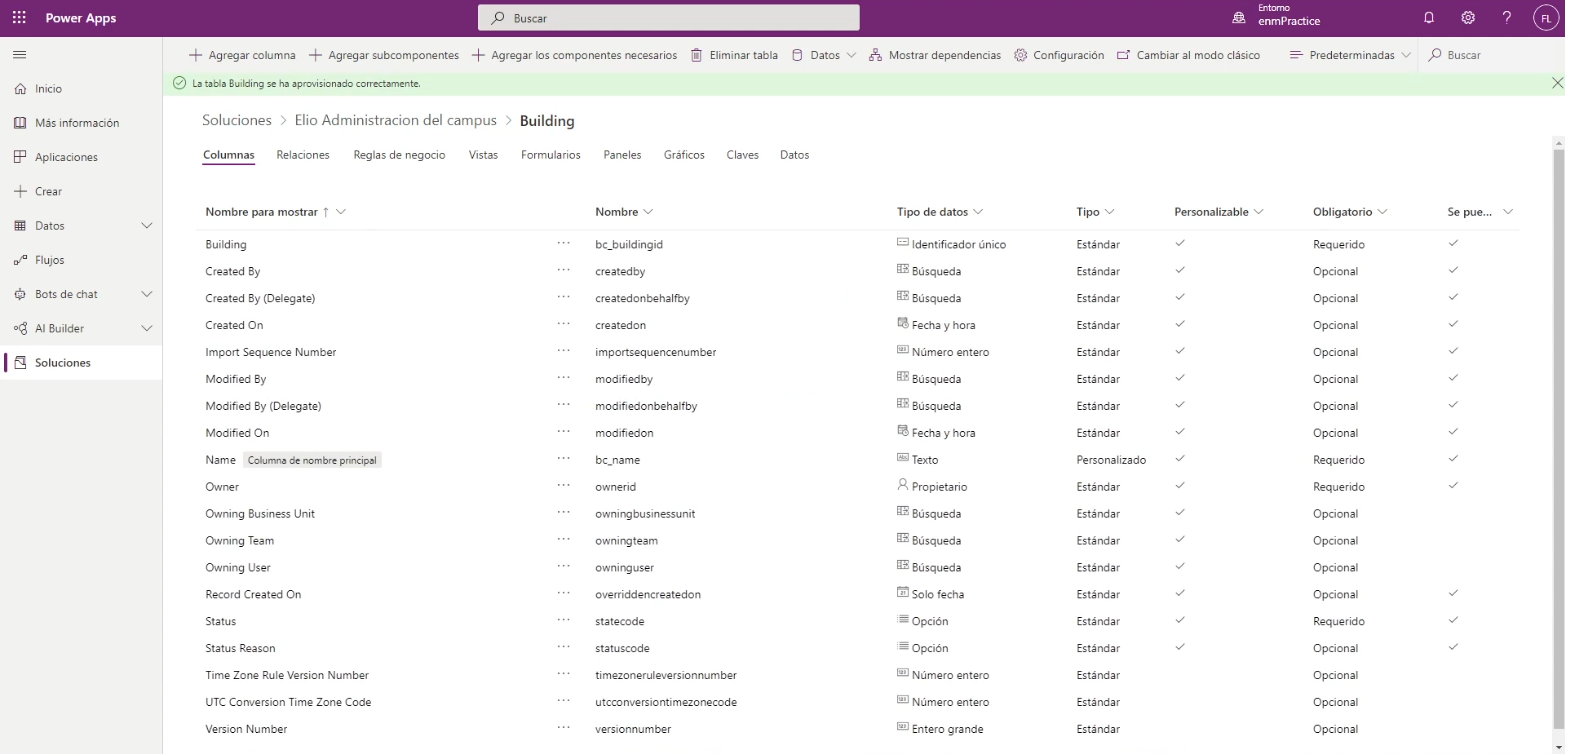 Power Apps
Buscar
Entorno
enmPractice
FL
Agregar columna
Agregar subcomponentes
Agregar los componentes necesarios
Eliminar tabla
Datos
Mostrar dependencias
Configuración
Cambiar al modo clásico
Predeterminadas
Buscar
La tabla Building se ha aprovisionado correctamente.
Inicio
Más información
Aplicaciones
Crear
Datos
Flujos
Bots de chat
AI Builder
Soluciones
Soluciones > Elio Administracion del campus > Building
Columnas Relaciones Reglas de negocio Vistas Formularios Paneles Gráficos Claves Datos
Nombre para mostrar ↑ Nombre Tipo de datos Tipo Personalizable Obligatorio Se pue...
Building ··· bc_buildingid Identificador único Estándar ✓ Requerido ✓
Created By ··· createdby Búsqueda Estándar ✓ Opcional ✓
Created By (Delegate) ··· createdonbehalfby Búsqueda Estándar ✓ Opcional ✓
Created On ··· createdon Fecha y hora Estándar ✓ Opcional ✓
Import Sequence Number ··· importsequencenumber Número entero Estándar ✓ Opcional ✓
Modified By ··· modifiedby Búsqueda Estándar ✓ Opcional ✓
Modified By (Delegate) ··· modifiedonbehalfby Búsqueda Estándar ✓ Opcional ✓
Modified On ··· modifiedon Fecha y hora Estándar ✓ Opcional ✓
Name Columna de nombre principal ··· bc_name Texto Personalizado ✓ Requerido ✓
Owner ··· ownerid Propietario Estándar ✓ Requerido ✓
Owning Business Unit ··· owningbusinessunit Búsqueda Estándar ✓ Opcional
Owning Team ··· owningteam Búsqueda Estándar ✓ Opcional
Owning User ··· owninguser Búsqueda Estándar ✓ Opcional
Record Created On ··· overriddencreatedon Solo fecha Estándar ✓ Opcional ✓
Status ··· statecode Opción Estándar ✓ Requerido ✓
Status Reason ··· statuscode Opción Estándar ✓ Opcional ✓
Time Zone Rule Version Number ··· timezoneruleversionnumber Número entero Estándar Opcional
UTC Conversion Time Zone Code ··· utcconversiontimezonecode Número entero Estándar Opcional
Version Number ··· versionnumber Entero grande Estándar Opcional